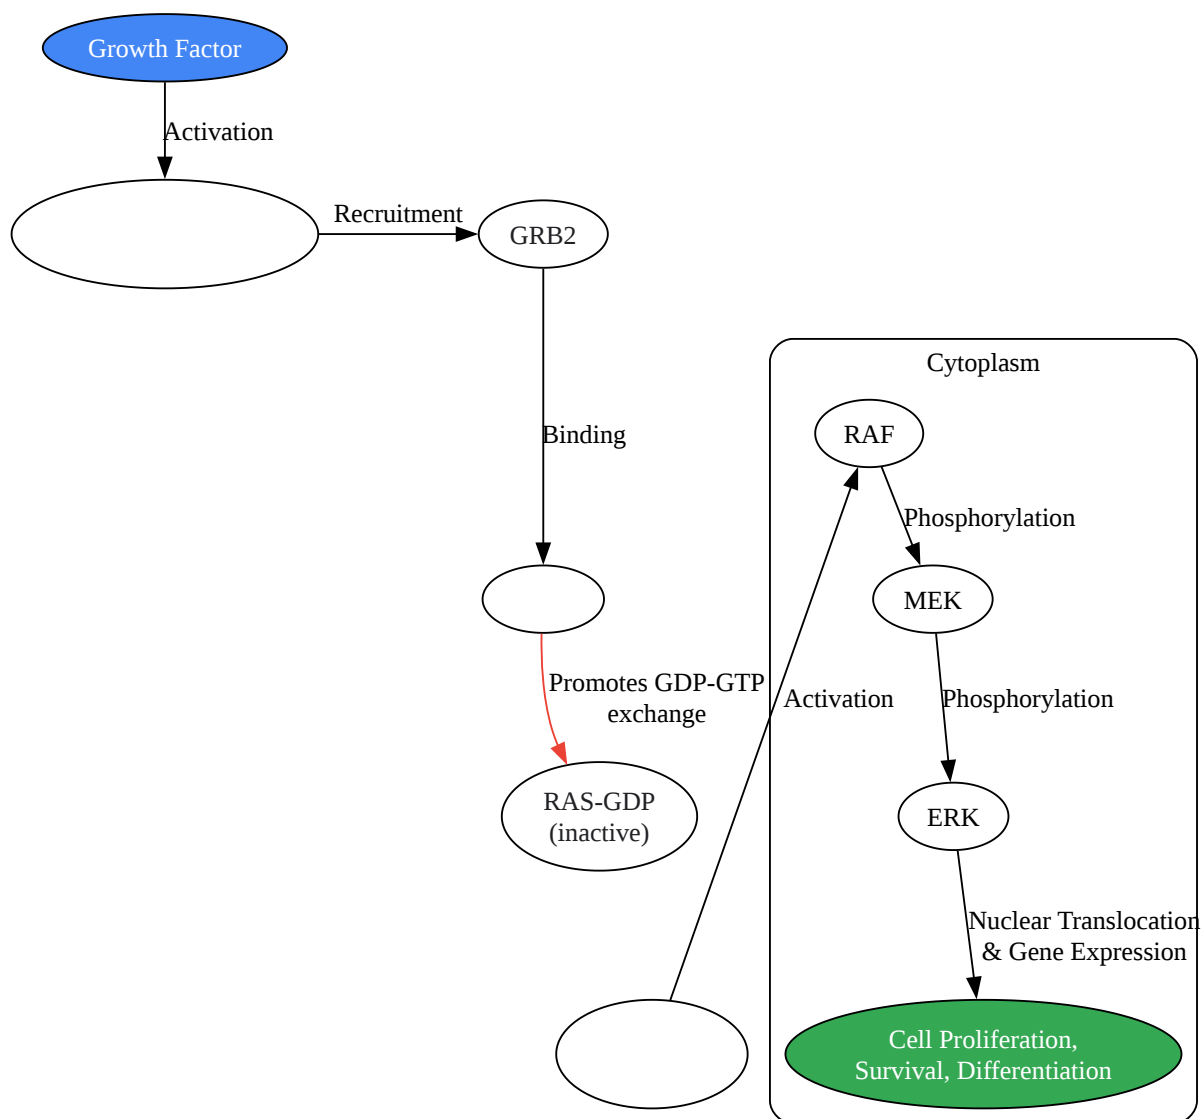 Growth Factor
Activation
Recruitment
GRB2
Cytoplasm
RAF
Binding
Phosphorylation
MEK
Promotes GDP-GTP
exchange
Activation
Phosphorylation
RAS-GDP
(inactive)
ERK
Nuclear Translocation
& Gene Expression
Cell Proliferation,
Survival, Differentiation